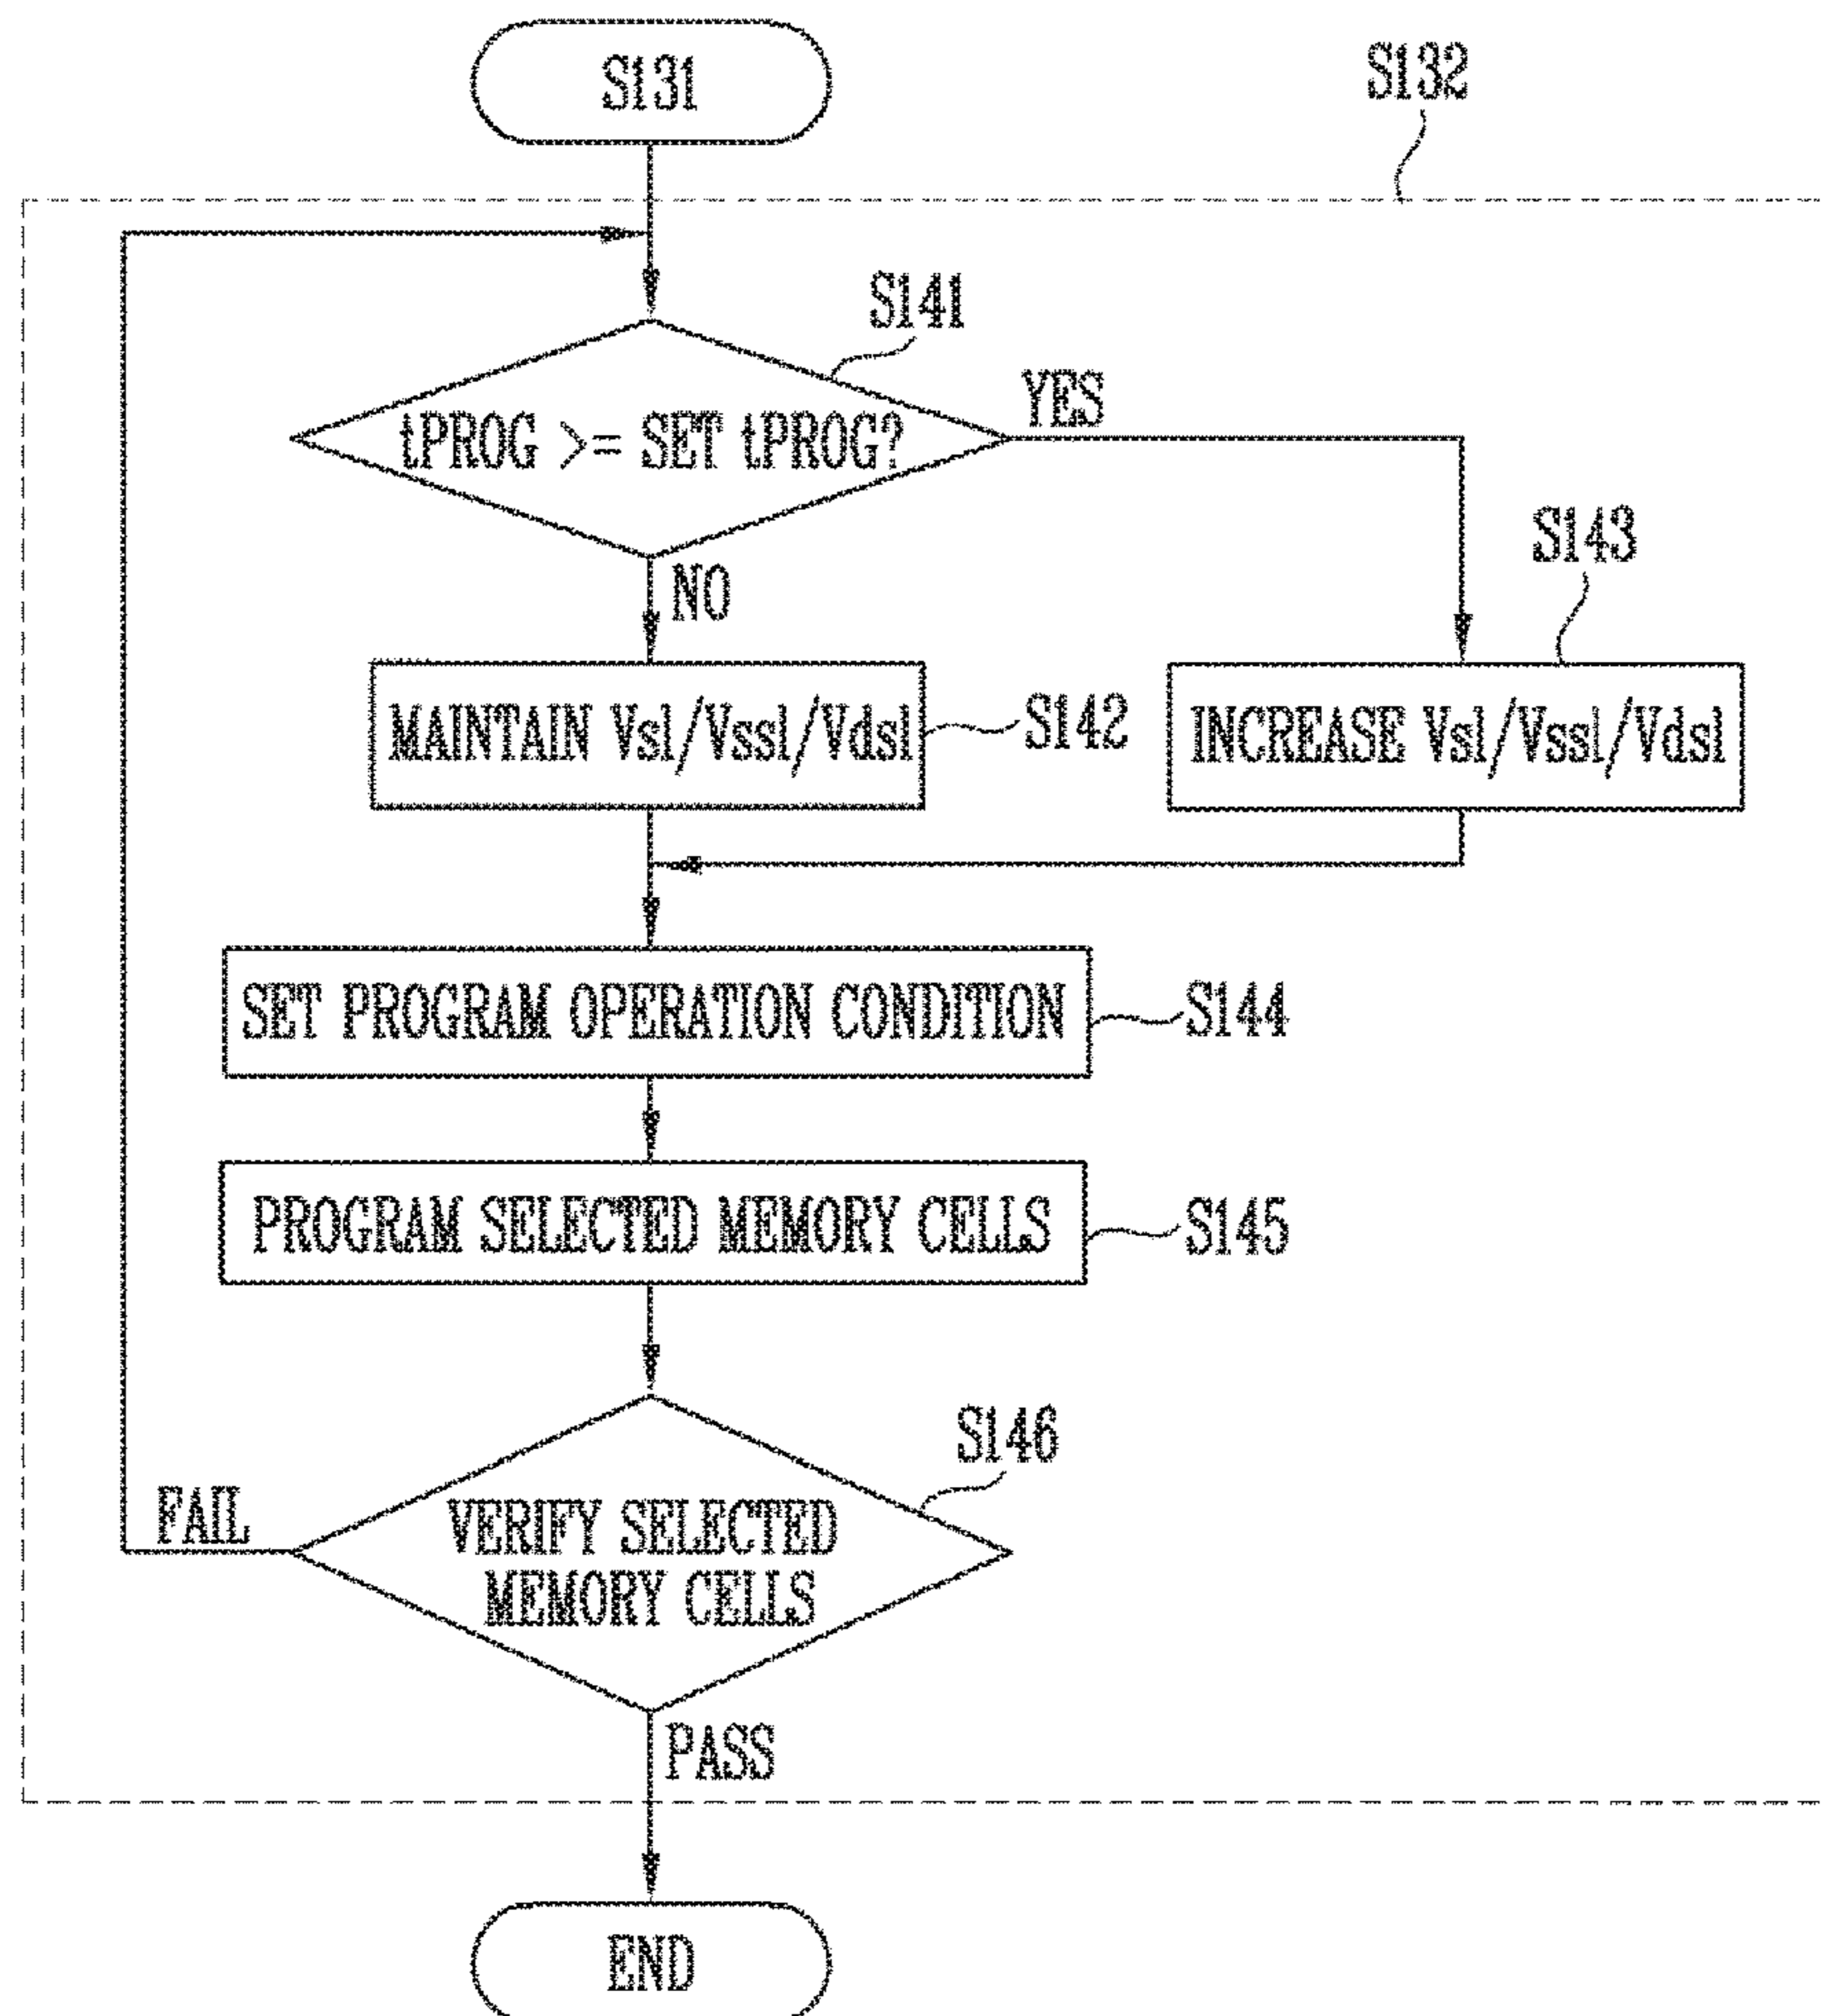 S131
S132
S141
tPROG >= SET tPROG?
YES
NO
S143
MAINTAIN Vsl/Vssl/Vdsl
S142
INCREASE Vsl/Vssl/Vdsl
SET PROGRAM OPERATION CONDITION
S144
PROGRAM SELECTED MEMORY CELLS
S145
S146
VERIFY SELECTED
MEMORY CELLS
FAIL
PASS
END